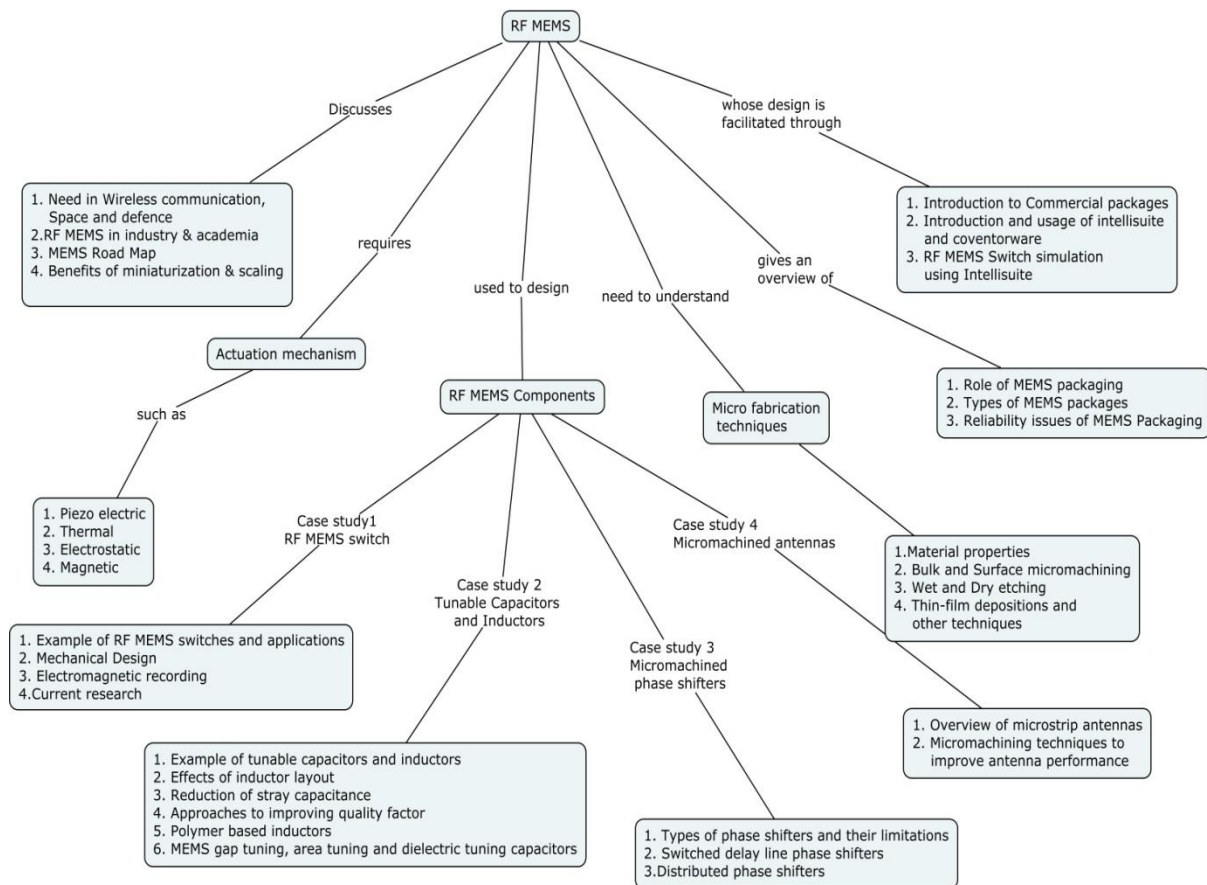 RF MEMS
Discusses
1. Need in Wireless communication,
Space and defence
2.RF MEMS in industry & academia
3. MEMS Road Map
4. Benefits of miniaturization & scaling
requires
Actuation mechanism
such as
1. Piezo electric
2. Thermal
3. Electrostatic
4. Magnetic
used to design
RF MEMS Components
Case study1
RF MEMS switch
1. Example of RF MEMS switches and applications
2. Mechanical Design
3. Electromagnetic recording
4.Current research
Case study 2
Tunable Capacitors
and Inductors
1. Example of tunable capacitors and inductors
2. Effects of inductor layout
3. Reduction of stray capacitance
4. Approaches to improving quality factor
5. Polymer based inductors
6. MEMS gap tuning, area tuning and dielectric tuning capacitors
Case study 3
Micromachined
phase shifters
1. Types of phase shifters and their limitations
2. Switched delay line phase shifters
3.Distributed phase shifters
Case study 4
Micromachined antennas
1. Overview of microstrip antennas
2. Micromachining techniques to
improve antenna performance
need to understand
Micro fabrication
techniques
1.Material properties
2. Bulk and Surface micromachining
3. Wet and Dry etching
4. Thin-film depositions and
other techniques
gives an
overview of
1. Role of MEMS packaging
2. Types of MEMS packages
3. Reliability issues of MEMS Packaging
whose design is
facilitated through
1. Introduction to Commercial packages
2. Introduction and usage of intellisuite
and coventorware
3. RF MEMS Switch simulation
using Intellisuite